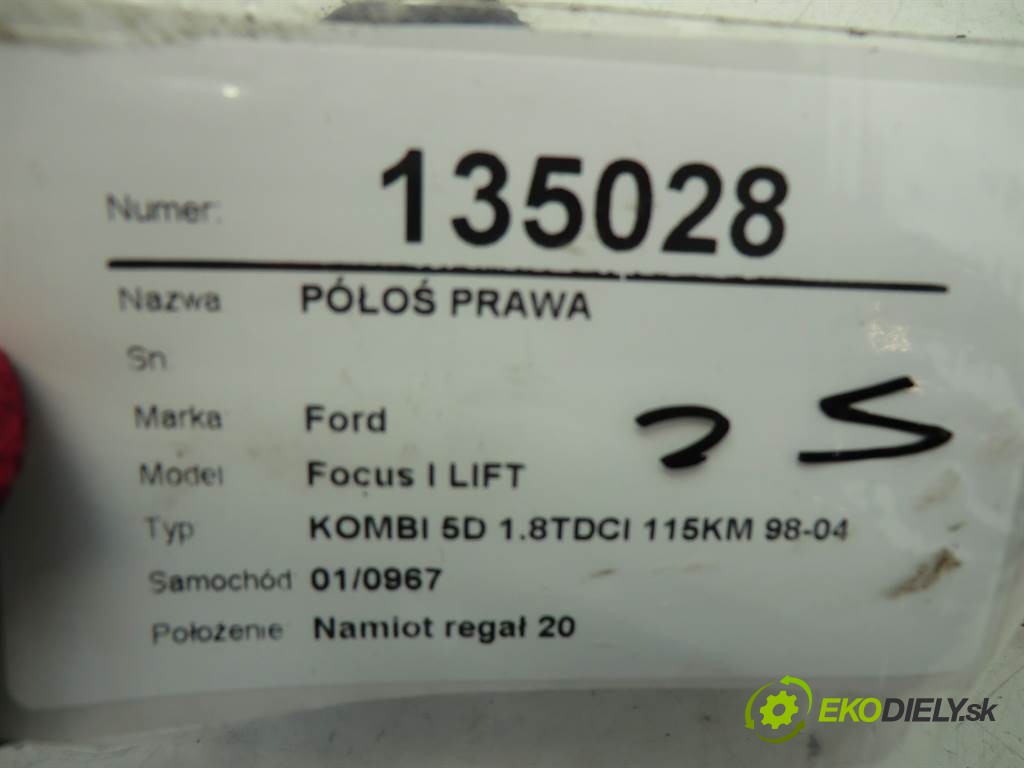 Numer: 135028
Nazwa PÓŁOŚ PRAWA
Sn
Marka Ford
Model Focus I LIFT
Typ KOMBI 5D 1.8TDCI 115KM 98-04
Samochód 01/0967
Położenie Namiot regał 20
EKODIELY.sk